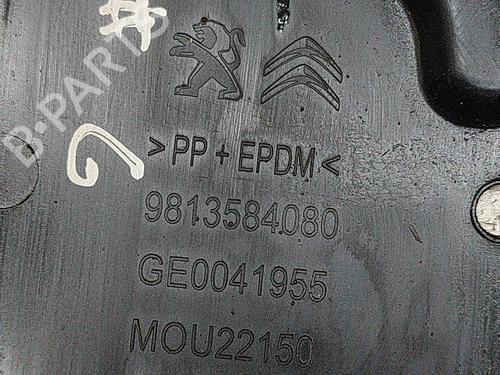 B-PARTS
>PP + EPDM<
9813584080
GE0041955
MOU22150